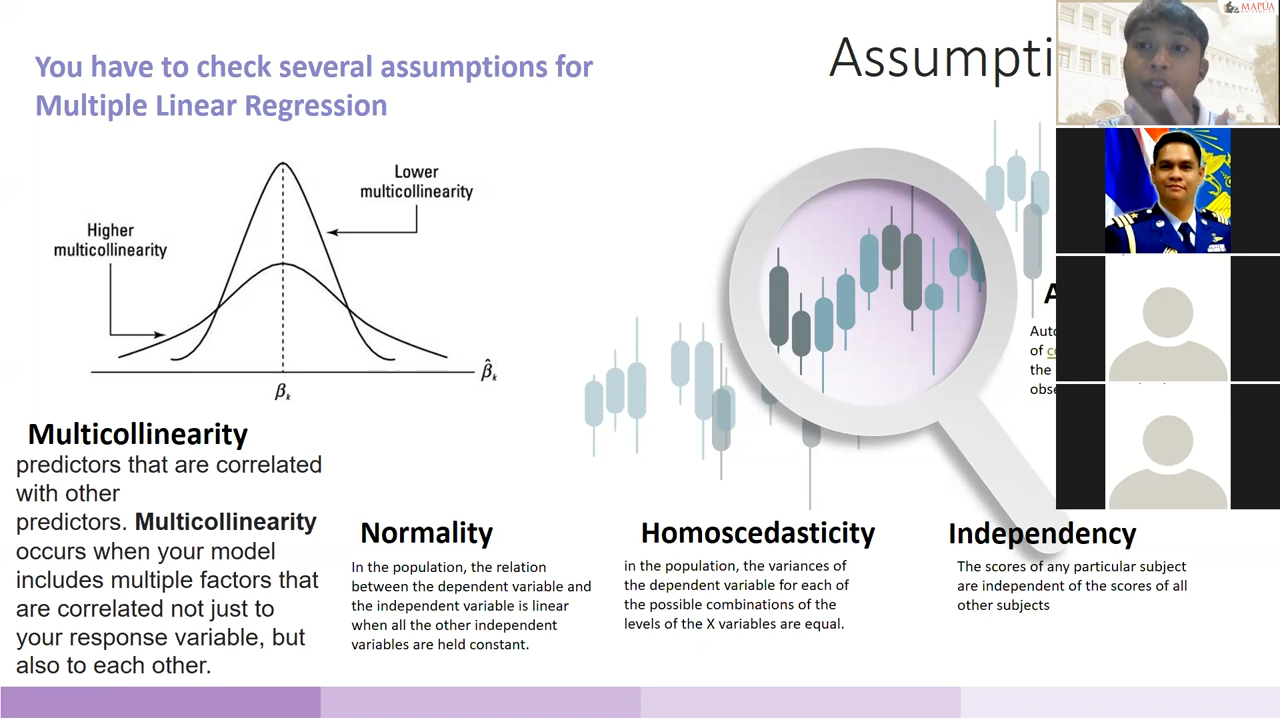 You have to check several assumptions for
Multiple Linear Regression
Assumpti
MAPÚA
Lower
multicollinearity
Higher
multicollinearity
β̂k
βk
Multicollinearity
predictors that are correlated
with other
predictors. Multicollinearity
occurs when your model
includes multiple factors that
are correlated not just to
your response variable, but
also to each other.
Normality
In the population, the relation
between the dependent variable and
the independent variable is linear
when all the other independent
variables are held constant.
Homoscedasticity
in the population, the variances of
the dependent variable for each of
the possible combinations of the
levels of the X variables are equal.
A
Auto
of c
the
obse
Independency
The scores of any particular subject
are independent of the scores of all
other subjects